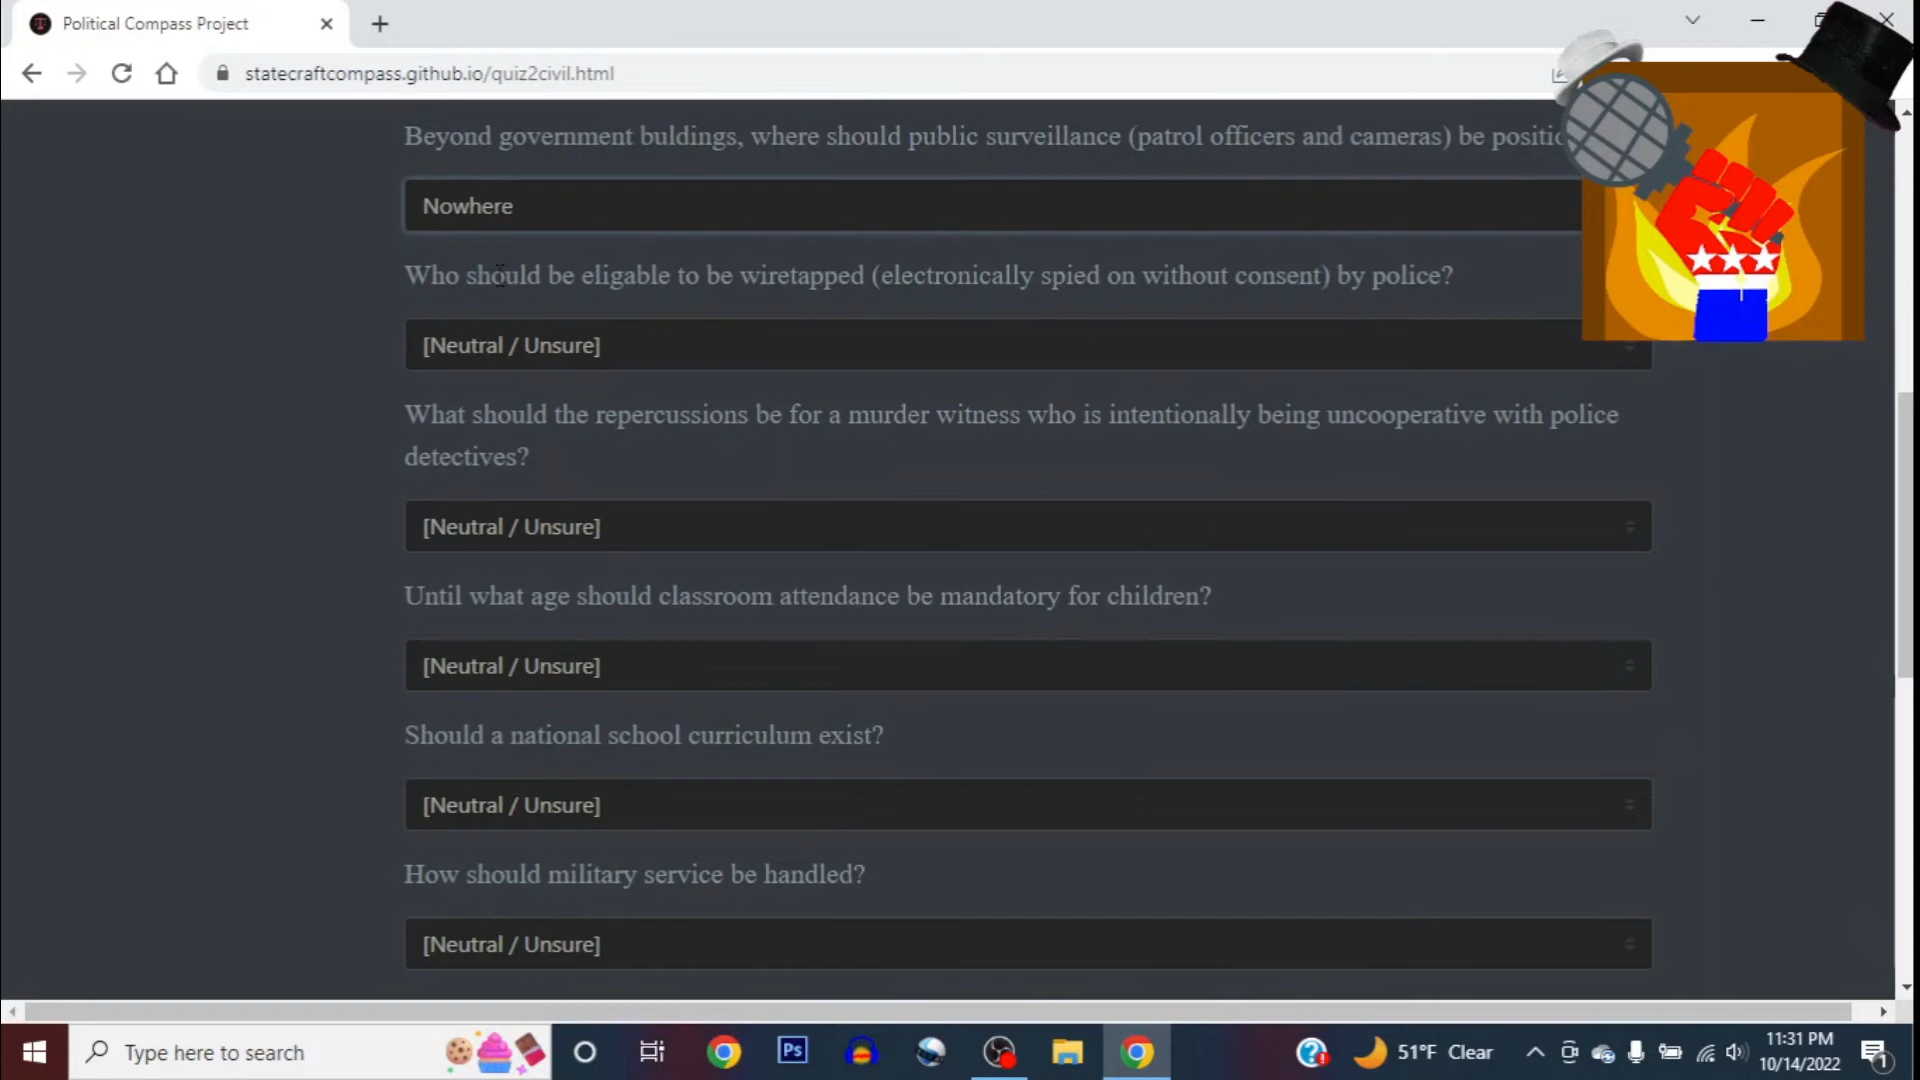 Political Compass Project
statecraftcompass.github.io/quiz2civil.html
Beyond government buldings, where should public surveillance (patrol officers and cameras) be
Nowhere
Who should be eligable to be wiretapped (electronically spied on without consent) by police?
[Neutral / Unsure]
What should the repercussions be for a murder witness who is intentionally being uncooperative with police
detectives?
[Neutral / Unsure]
Until what age should classroom attendance be mandatory for children?
[Neutral / Unsure]
Should a national school curriculum exist?
[Neutral / Unsure]
How should military service be handled?
[Neutral / Unsure]
Type here to search
Ps
51°F Clear
11:31 PM
10/14/2022
1